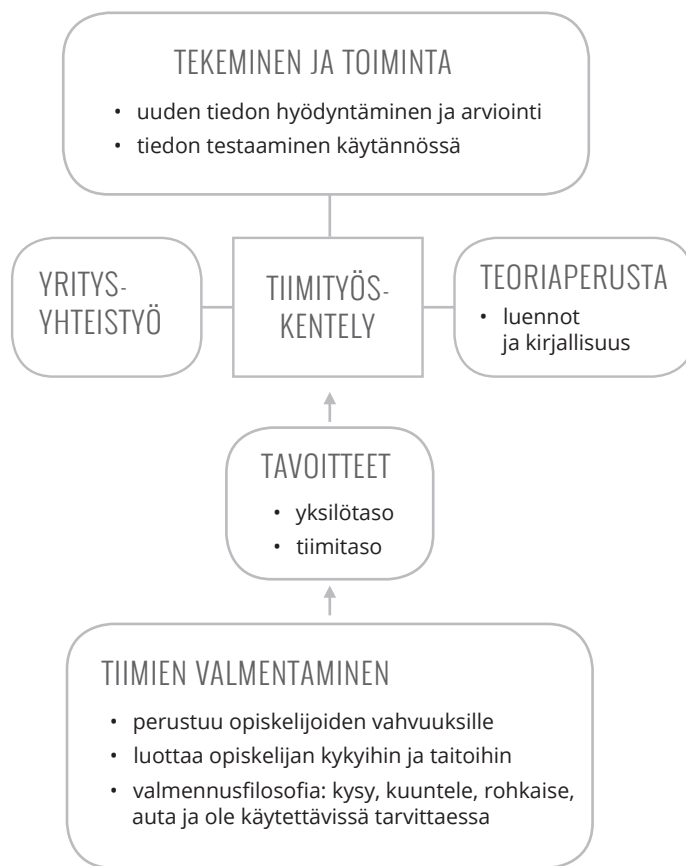 TEKEMINEN JA TOIMINTA
• uuden tiedon hyödyntäminen ja arviointi
• tiedon testaaminen käytännössä
YRITYS-
YHTEISTYÖ
TIIMITYÖS-
KENTELY
TEORIAPERUSTA
• luennot
ja kirjallisuus
TAVOITTEET
• yksilötaso
• tiimitaso
TIIMIEN VALMENTAMINEN
• perustuu opiskelijoiden vahvuuksille
• luottaa opiskelijan kykyihin ja taitoihin
• valmennusfilosofia: kysy, kuuntele, rohkaise,
auta ja ole käytettävissä tarvittaessa